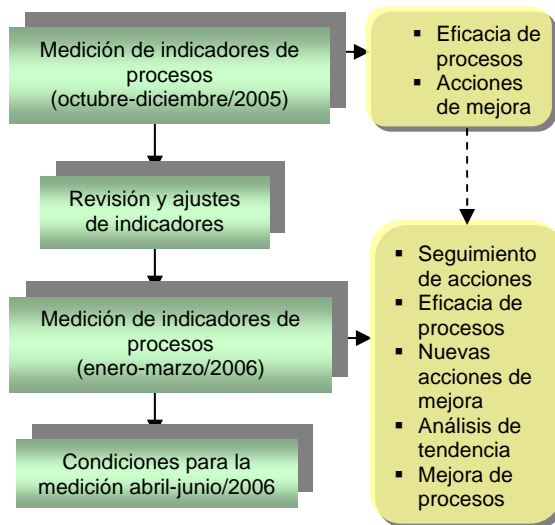 Medición de indicadores de
procesos
(octubre-diciembre/2005)
▪ Eficacia de
procesos
▪ Acciones
de mejora
Revisión y ajustes
de indicadores
Medición de indicadores de
procesos
(enero-marzo/2006)
▪ Seguimiento
de acciones
▪ Eficacia de
procesos
▪ Nuevas
acciones de
mejora
▪ Análisis de
tendencia
▪ Mejora de
procesos
Condiciones para la
medición abril-junio/2006